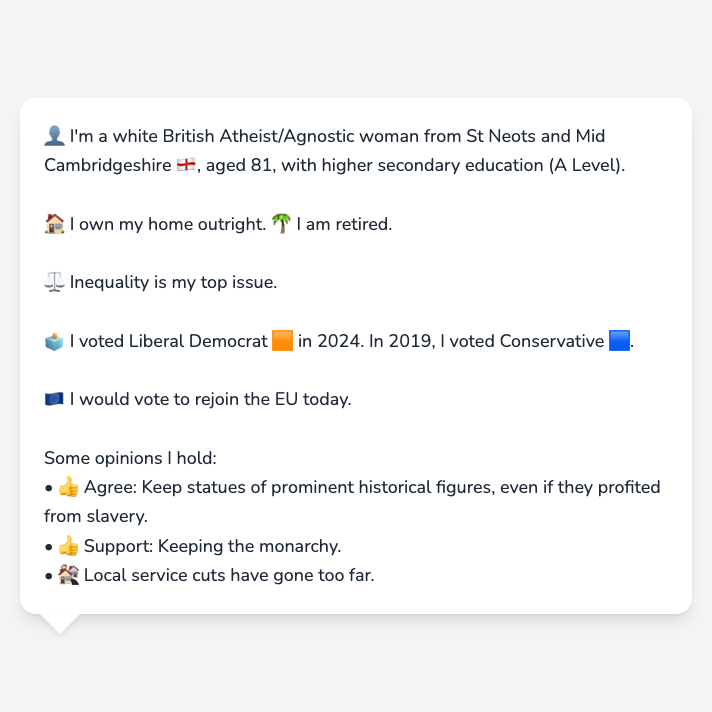 👤 I'm a white British Atheist/Agnostic woman from St Neots and Mid
Cambridgeshire 🏴󠁧󠁢󠁥󠁮󠁧󠁿, aged 81, with higher secondary education (A Level).
🏠 I own my home outright. 🌴 I am retired.
⚖️ Inequality is my top issue.
🗳️ I voted Liberal Democrat 🟧 in 2024. In 2019, I voted Conservative 🟦.
🇪🇺 I would vote to rejoin the EU today.
Some opinions I hold:
• 👍 Agree: Keep statues of prominent historical figures, even if they profited
from slavery.
• 👍 Support: Keeping the monarchy.
• 🏘️ Local service cuts have gone too far.